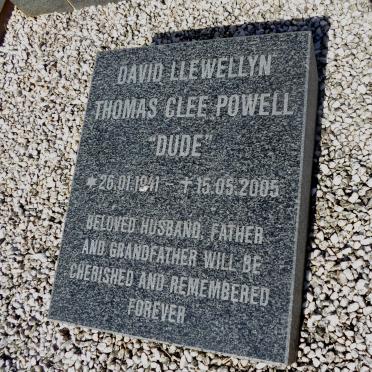 DAVID LLEWELLYN
THOMAS CLEE POWELL
"DUDE"
*26.01.1941 – †15.05.2005
BELOVED HUSBAND, FATHER
AND GRANDFATHER WILL BE
CHERISHED AND REMEMBERED
FOREVER